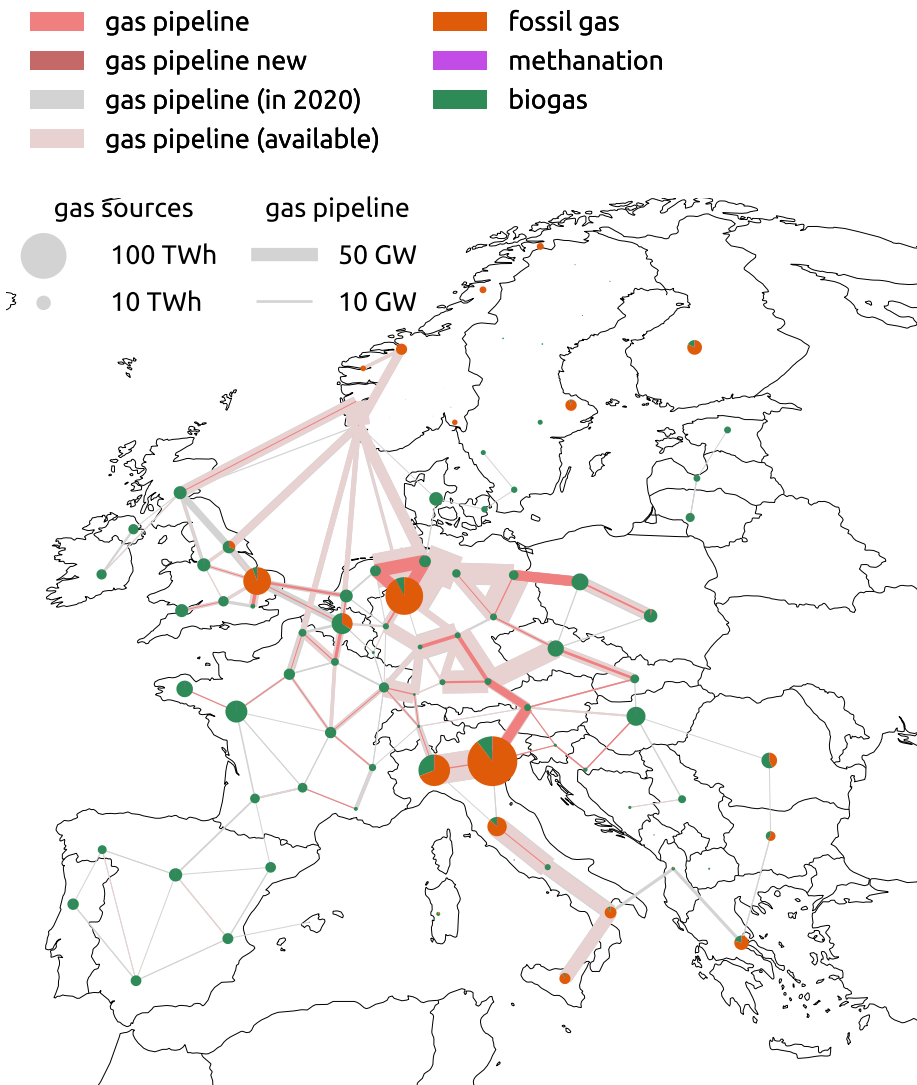 gas pipeline
gas pipeline new
gas pipeline (in 2020)
gas pipeline (available)
fossil gas
methanation
biogas
gas sources
100 TWh
10 TWh
gas pipeline
50 GW
10 GW